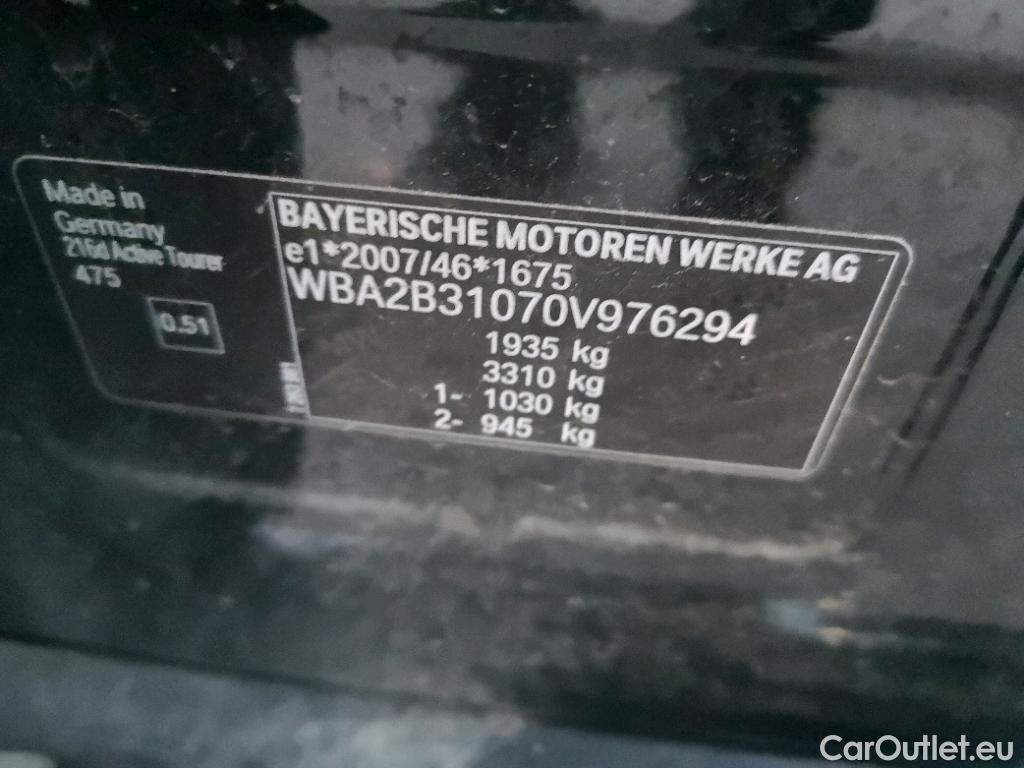 Made in
Germany
216d Active Tourer
475
0.51
BAYERISCHE MOTOREN WERKE AG
e1*2007/46*1675
WBA2B31070V976294
1935 kg
3310 kg
1- 1030 kg
2- 945 kg
CarOutlet.eu